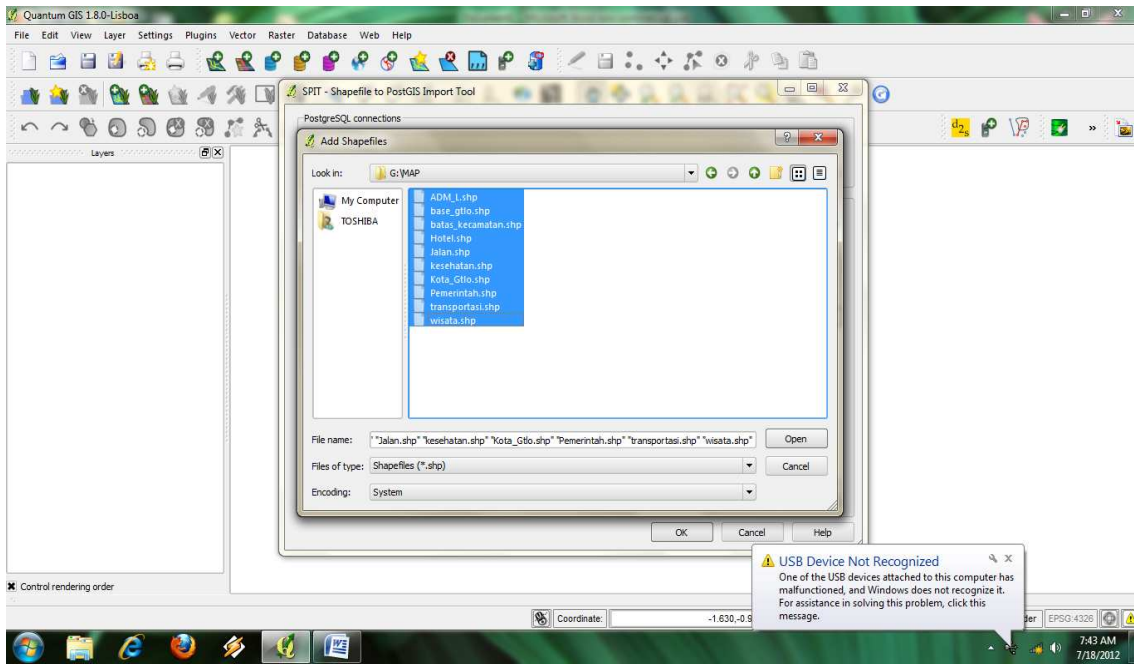 Quantum GIS 1.8.0-Lisboa
File Edit View Layer Settings Plugins Vector Raster Database Web Help
SPIT - Shapefile to PostGIS Import Tool
PostgreSQL connections
Layers
Add Shapefiles
Look in: G:\MAP
My Computer
TOSHIBA
ADM_L.shp
base_gtlo.shp
batas_kecamatan.shp
Hotel.shp
Jalan.shp
kesehatan.shp
Kota_Gtlo.shp
Pemerintah.shp
transportasi.shp
wisata.shp
File name: "Jalan.shp" "kesehatan.shp" "Kota_Gtlo.shp" "Pemerintah.shp" "transportasi.shp" "wisata.shp" Open
Files of type: Shapefiles (*.shp) Cancel
Encoding: System
OK Cancel Help
USB Device Not Recognized
One of the USB devices attached to this computer has
malfunctioned, and Windows does not recognize it.
For assistance in solving this problem, click this
message.
Control rendering order
Coordinate: -1.630,-0.9
der EPSG:4326
7:43 AM
7/18/2012